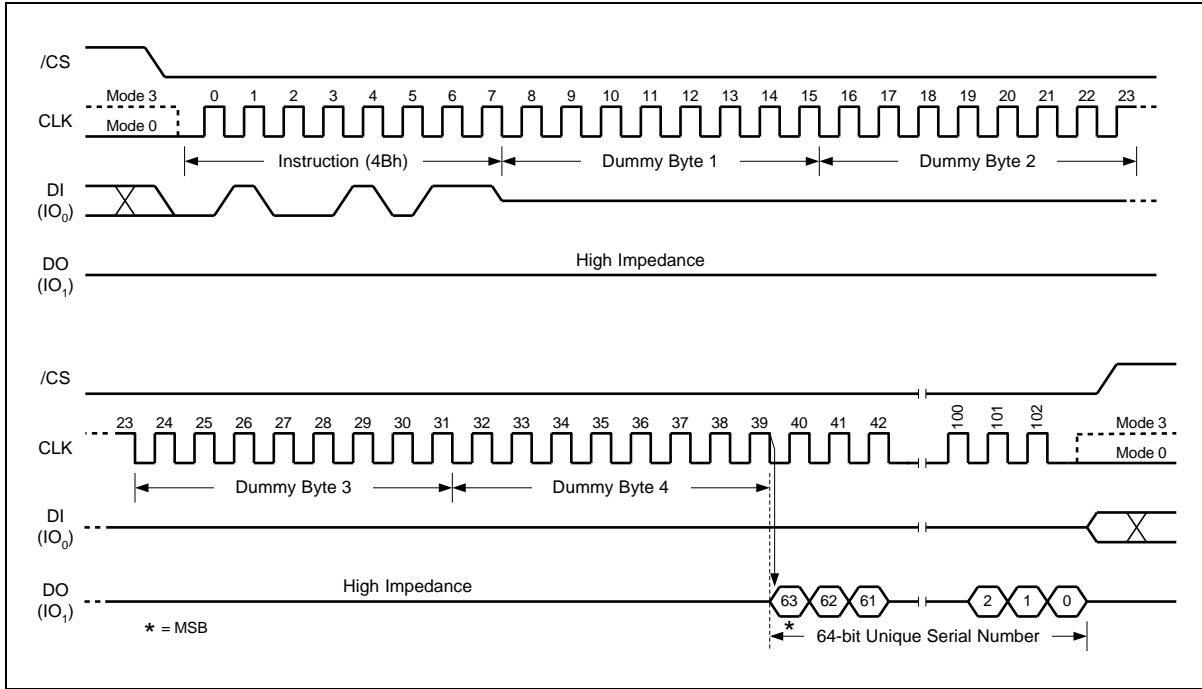 /CS
Mode 3
0 1 2 3 4 5 6 7 8 9 10 11 12 13 14 15 16 17 18 19 20 21 22 23
CLK
Mode 0
Instruction (4Bh)
Dummy Byte 1
Dummy Byte 2
DI
(IO0)
High Impedance
DO
(IO1)
/CS
23 24 25 26 27 28 29 30 31 32 33 34 35 36 37 38 39 40 41 42 100 101 102
Mode 3
CLK
Mode 0
Dummy Byte 3
Dummy Byte 4
DI
(IO0)
High Impedance
DO
(IO1)
63 62 61 2 1 0
* = MSB
*
64-bit Unique Serial Number